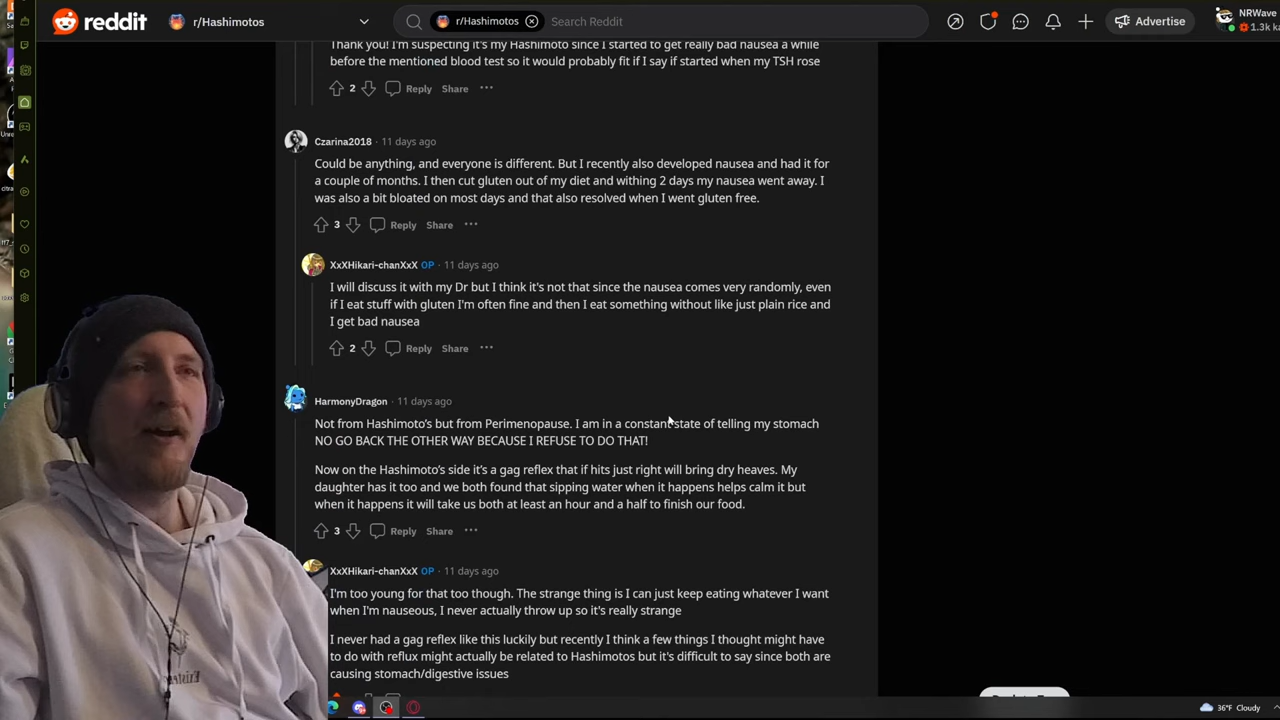 reddit
r/Hashimotos
r/Hashimotos
Search Reddit
Advertise
NRWave
1.3k ka
Thank you! I'm suspecting it's my Hashimoto since I started to get really bad nausea a while
before the mentioned blood test so it would probably fit if I say if started when my TSH rose
2 Reply Share
Czarina2018 · 11 days ago
Could be anything, and everyone is different. But I recently also developed nausea and had it for
a couple of months. I then cut gluten out of my diet and withing 2 days my nausea went away. I
was also a bit bloated on most days and that also resolved when I went gluten free.
3 Reply Share
XxXHikari-chanXxX OP · 11 days ago
I will discuss it with my Dr but I think it's not that since the nausea comes very randomly, even
if I eat stuff with gluten I'm often fine and then I eat something without like just plain rice and
I get bad nausea
2 Reply Share
HarmonyDragon · 11 days ago
Not from Hashimoto's but from Perimenopause. I am in a constant state of telling my stomach
NO GO BACK THE OTHER WAY BECAUSE I REFUSE TO DO THAT!
Now on the Hashimoto's side it's a gag reflex that if hits just right will bring dry heaves. My
daughter has it too and we both found that sipping water when it happens helps calm it but
when it happens it will take us both at least an hour and a half to finish our food.
3 Reply Share
XxXHikari-chanXxX OP · 11 days ago
I'm too young for that too though. The strange thing is I can just keep eating whatever I want
when I'm nauseous, I never actually throw up so it's really strange
I never had a gag reflex like this luckily but recently I think a few things I thought might have
to do with reflux might actually be related to Hashimotos but it's difficult to say since both are
causing stomach/digestive issues
36°F Cloudy